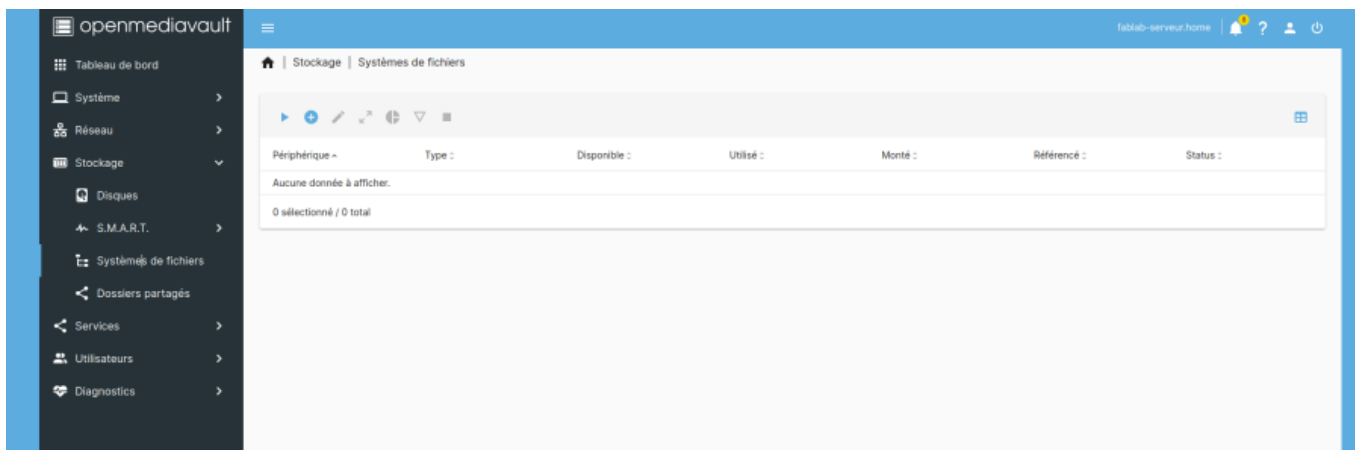 openmediavault
fablab-serveur.home
Tableau de bord
Stockage | Systèmes de fichiers
Système
Réseau
Stockage
Périphérique Type Disponible Utilisé Monté Référencé Status
Aucune donnée à afficher.
Disques
0 sélectionné / 0 total
S.M.A.R.T.
Systèmes de fichiers
Dossiers partagés
Services
Utilisateurs
Diagnostics